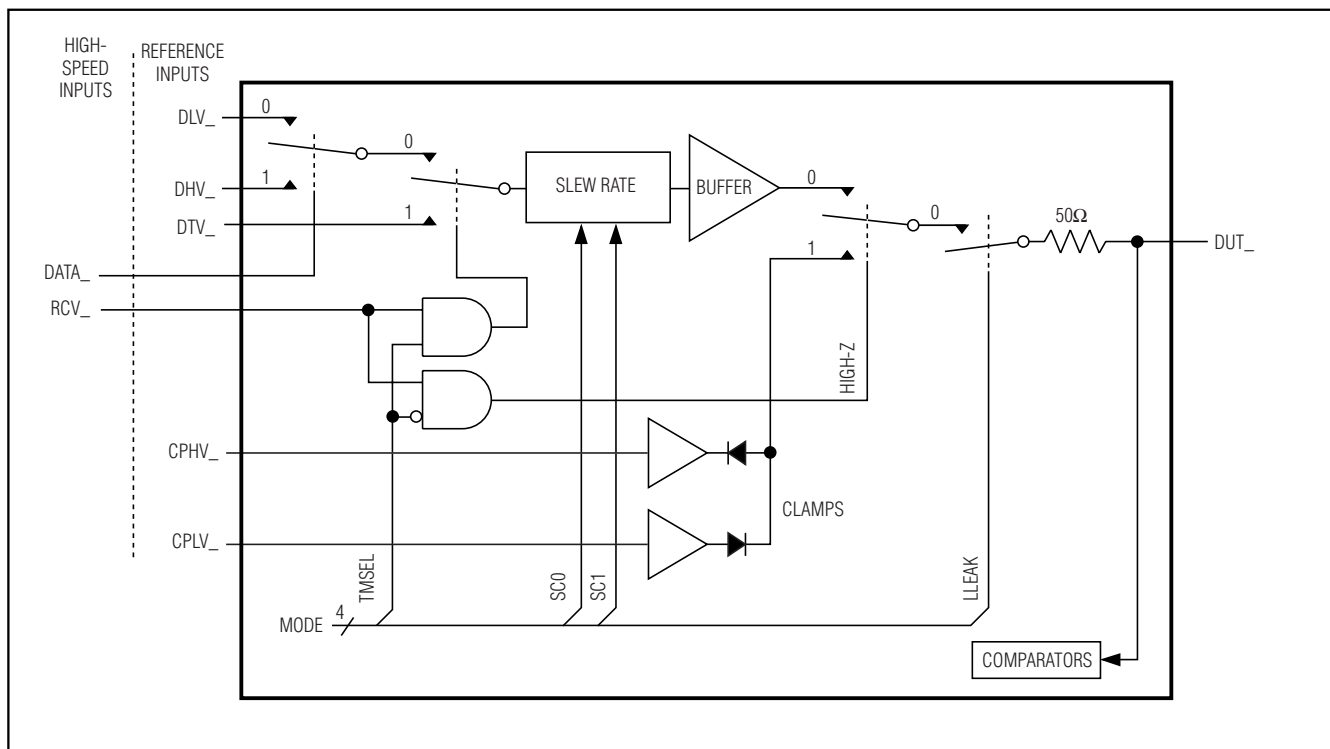 HIGH-
SPEED
INPUTS
REFERENCE
INPUTS
DLV_
0
DHV_
1
DTV_
DATA_
RCV_
0
1
SLEW RATE
BUFFER
0
1
0
50Ω
DUT_
HIGH-Z
CPHV_
CPLV_
CLAMPS
TMSEL
SC0
SC1
LLEAK
MODE
4
COMPARATORS